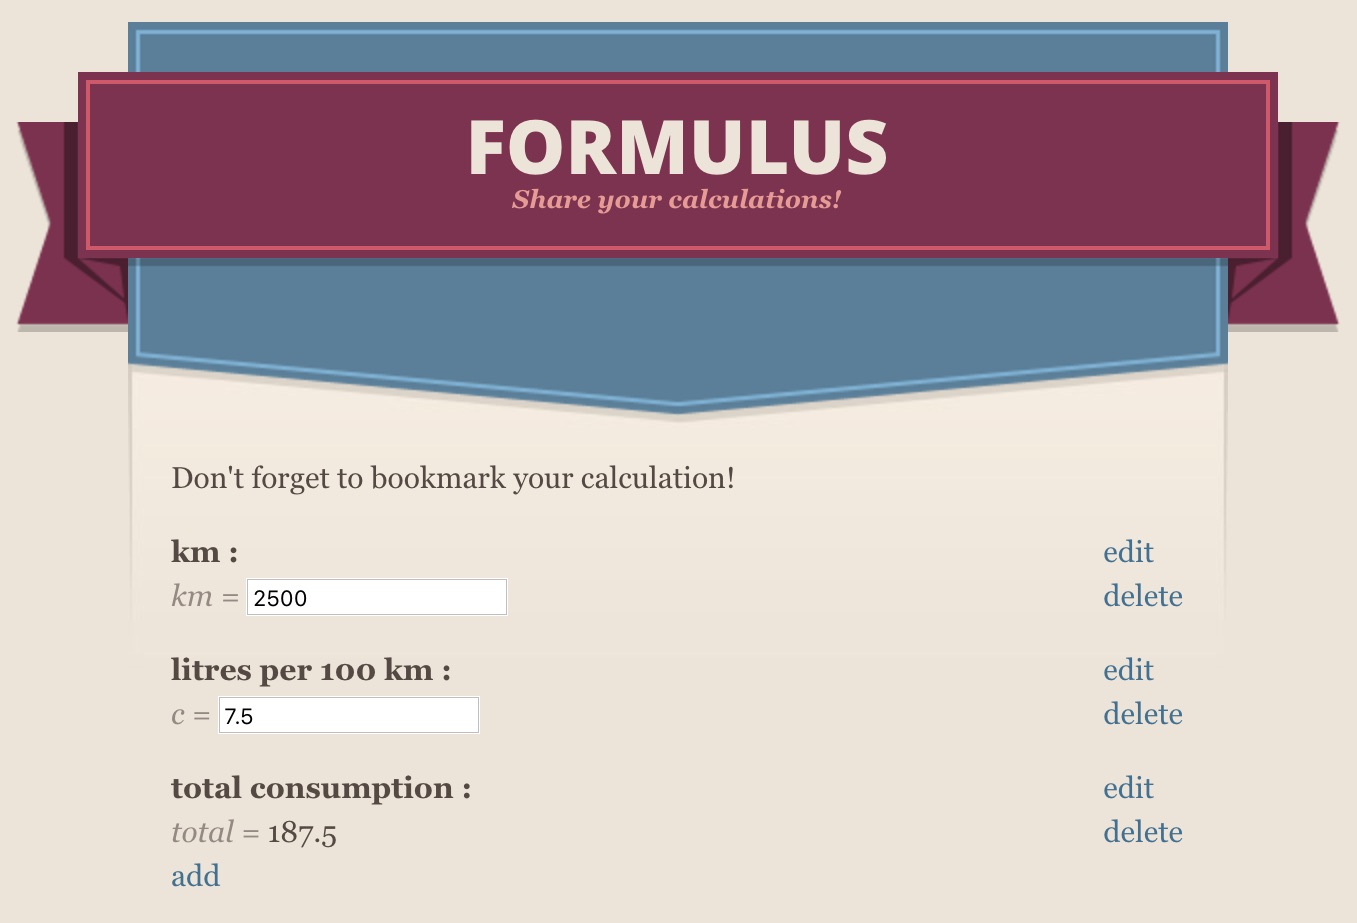 FORMULUS
Share your calculations!
Don't forget to bookmark your calculation!
km : edit
km = 2500 delete
litres per 100 km : edit
c = 7.5 delete
total consumption : edit
total = 187.5 delete
add